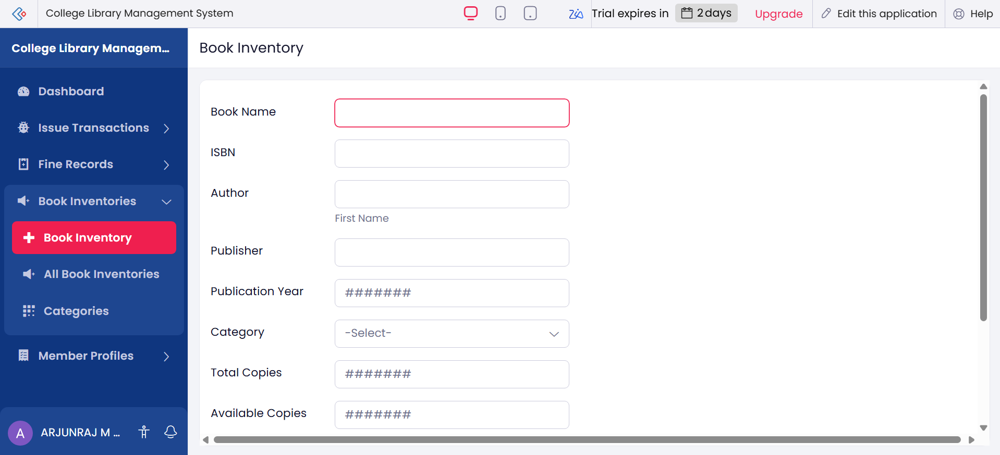 College Library Management System
Trial expires in
2 days
Upgrade
Edit this application
Help
College Library Managem...
Dashboard
Issue Transactions
Fine Records
Book Inventories
Book Inventory
All Book Inventories
Categories
Member Profiles
A
ARJUNRAJ M ...
Book Inventory
Book Name
ISBN
Author
First Name
Publisher
Publication Year
#######
Category
-Select-
Total Copies
#######
Available Copies
#######